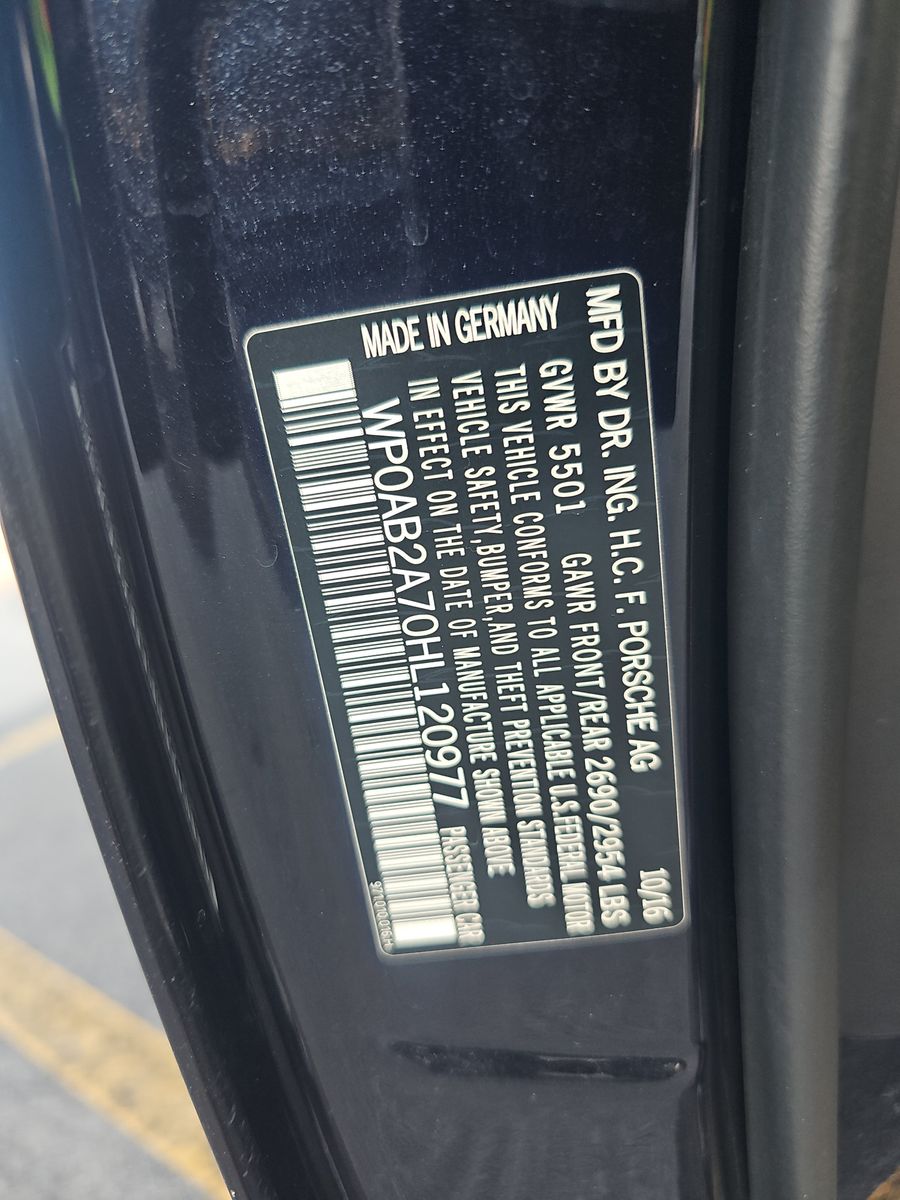 MFD BY DR. ING. H.C. F. PORSCHE AG 10/16
GVWR 5501 GAWR FRONT/REAR 2690/2954 LBS
THIS VEHICLE CONFORMS TO ALL APPLICABLE U.S.FEDERAL MOTOR
VEHICLE SAFETY,BUMPER,AND THEFT PREVENTION STANDARDS
IN EFFECT ON THE DATE OF MANUFACTURE SHOWN ABOVE
WP0AB2A70HL120977 PASSENGER CAR
MADE IN GERMANY